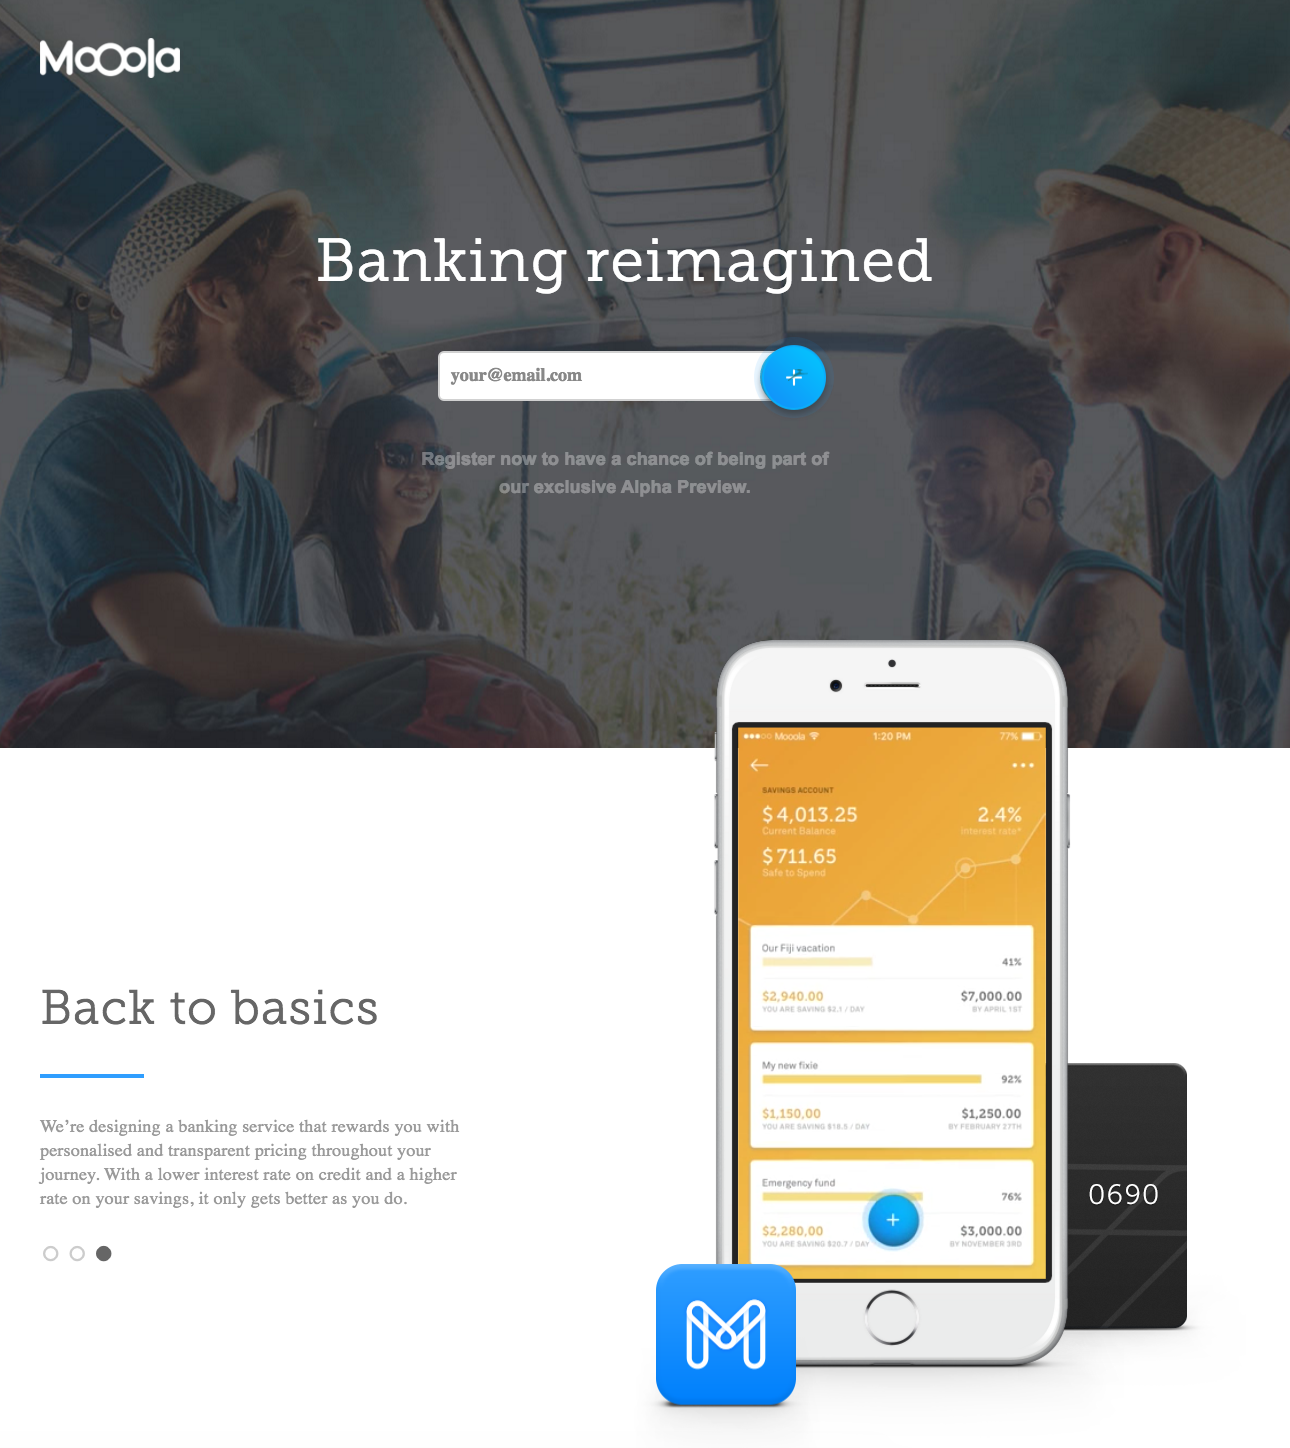 MoOola
Banking reimagined
your@email.com
Register now to have a chance of being part of
our exclusive Alpha Preview.
Mooola 1:20 PM 77%
SAVINGS ACCOUNT
$4,013.25 2.4%
Current Balance Interest rate*
$711.65
Safe to Spend
Our Fiji vacation
41%
$2,940.00 $7,000.00
YOU ARE SAVING $2.1 / DAY BY APRIL 1ST
My new fixie
92%
$1,150,00 $1,250.00
YOU ARE SAVING $18.5 / DAY BY FEBRUARY 27TH
Emergency fund
76%
$2,280,00 $3,000.00
YOU ARE SAVING $20.7 / DAY BY NOVEMBER 3RD
0690
M
Back to basics
We’re designing a banking service that rewards you with
personalised and transparent pricing throughout your
journey. With a lower interest rate on credit and a higher
rate on your savings, it only gets better as you do.